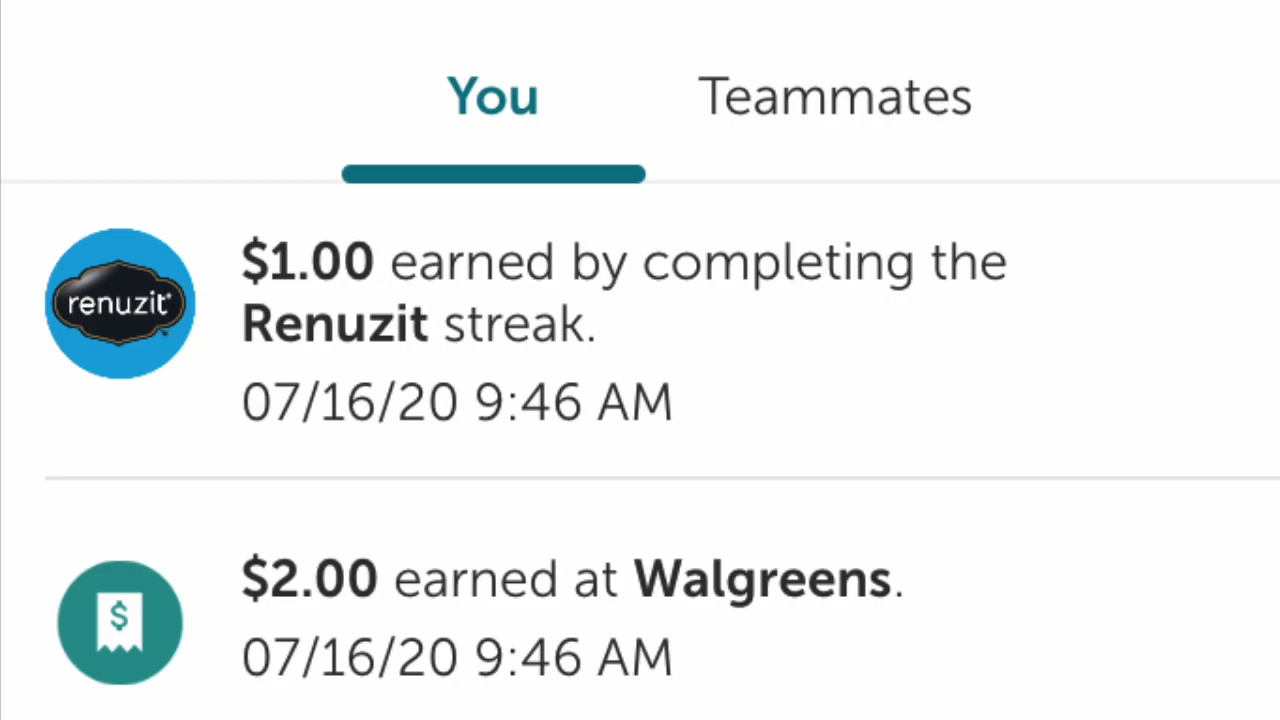 You Teammates
$1.00 earned by completing the
Renuzit streak.
07/16/20 9:46 AM
renuzit
$2.00 earned at Walgreens.
07/16/20 9:46 AM
$